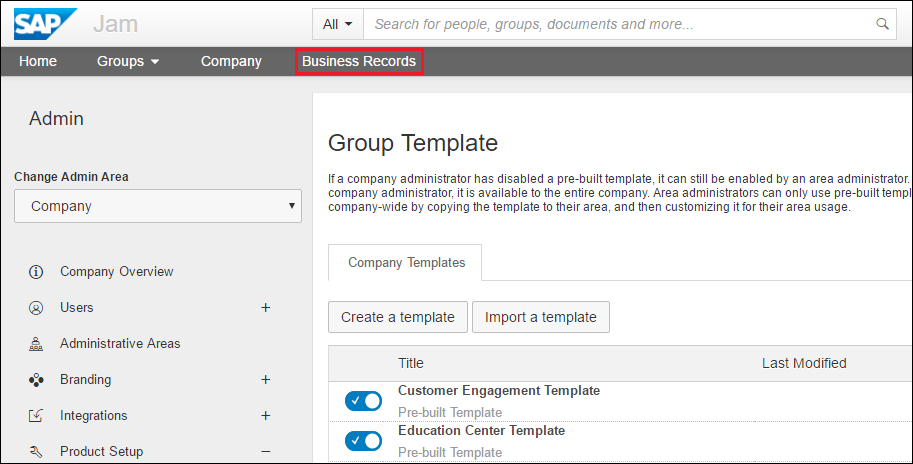 SAP Jam
All
Search for people, groups, documents and more...
Home Groups Company Business Records
Admin
Change Admin Area
Company
Company Overview
Users
Administrative Areas
Branding
Integrations
Product Setup
Group Template
If a company administrator has disabled a pre-built template, it can still be enabled by an area administrator.
company administrator, it is available to the entire company. Area administrators can only use pre-built templ
company-wide by copying the template to their area, and then customizing it for their area usage.
Company Templates
Create a template Import a template
Title Last Modified
Customer Engagement Template
Pre-built Template
Education Center Template
Pre-built Template